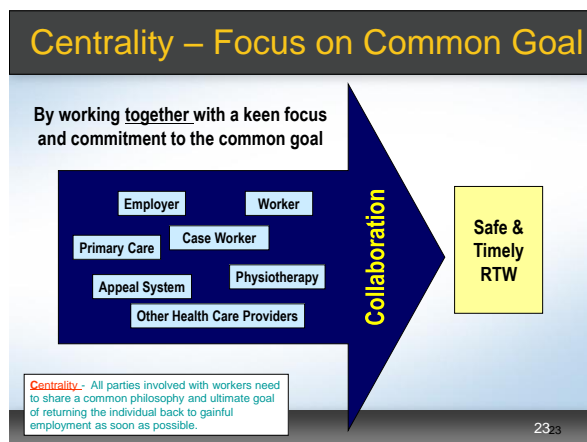 Centrality – Focus on Common Goal
By working together with a keen focus
and commitment to the common goal
Employer
Worker
Case Worker
Primary Care
Physiotherapy
Appeal System
Other Health Care Providers
Collaboration
Safe &
Timely
RTW
Centrality - All parties involved with workers need
to share a common philosophy and ultimate goal
of returning the individual back to gainful
employment as soon as possible.
2323